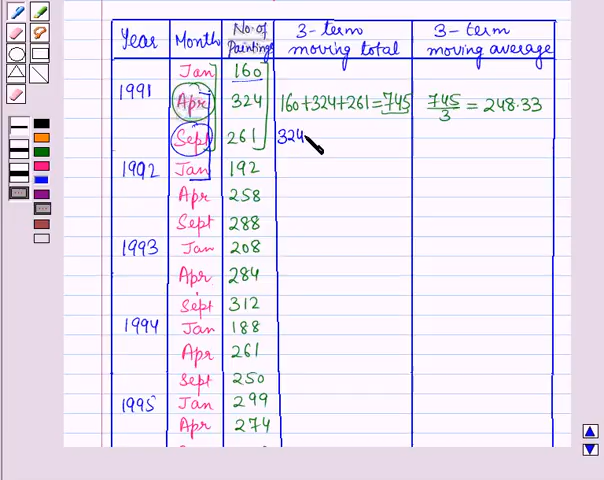 Year Month No. of Paintings 3-term moving total 3-term moving average
1991 Jan 160
Apr 324 160+324+261=745 745/3 = 248.33
Sept 261 324
1992 Jan 192
Apr 258
Sept 288
1993 Jan 208
Apr 284
Sept 312
1994 Jan 188
Apr 261
Sept 250
1995 Jan 299
Apr 274